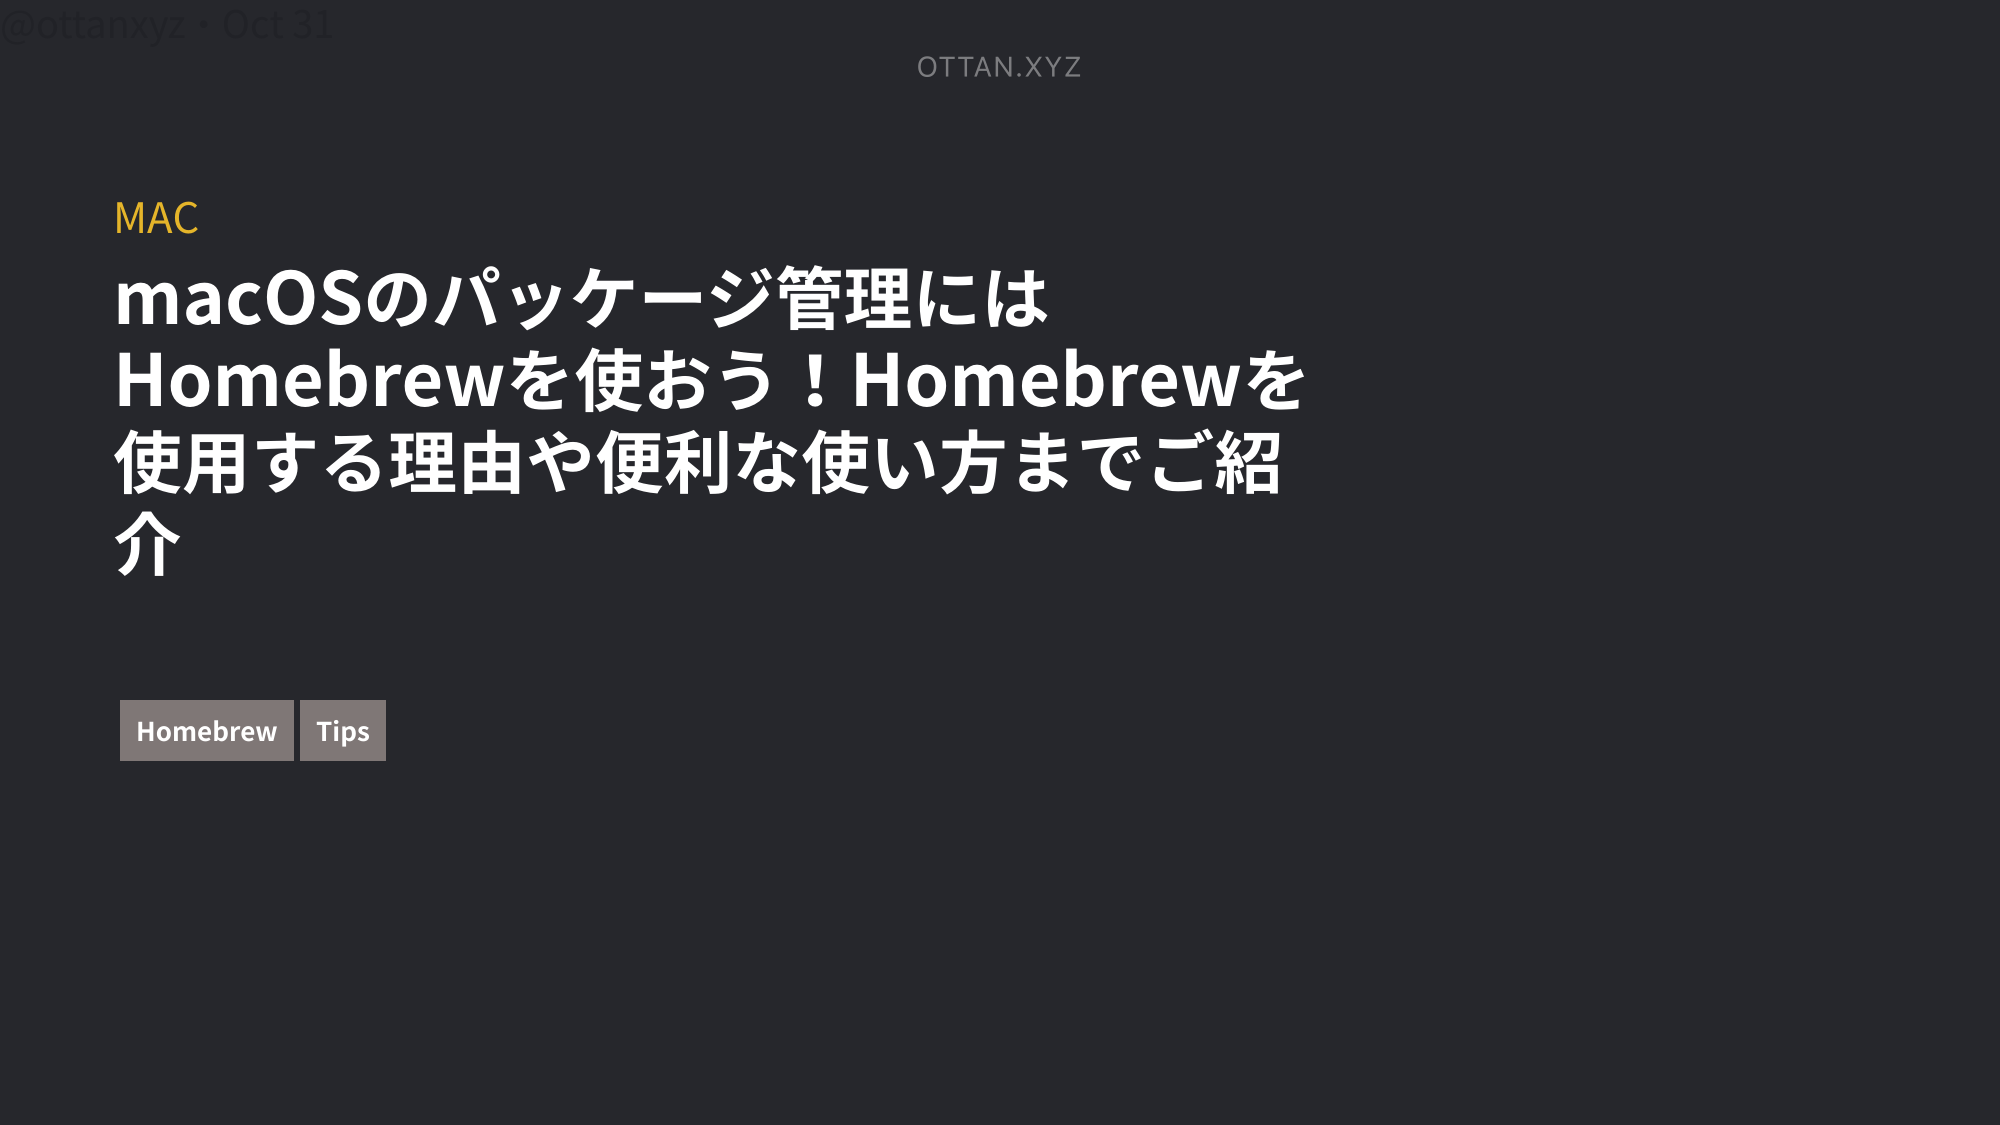 @ottanxyz・Oct 31
OTTAN.XYZ
MAC
macOSのパッケージ管理には
Homebrewを使おう！Homebrewを
使用する理由や便利な使い方までご紹
介
Homebrew Tips